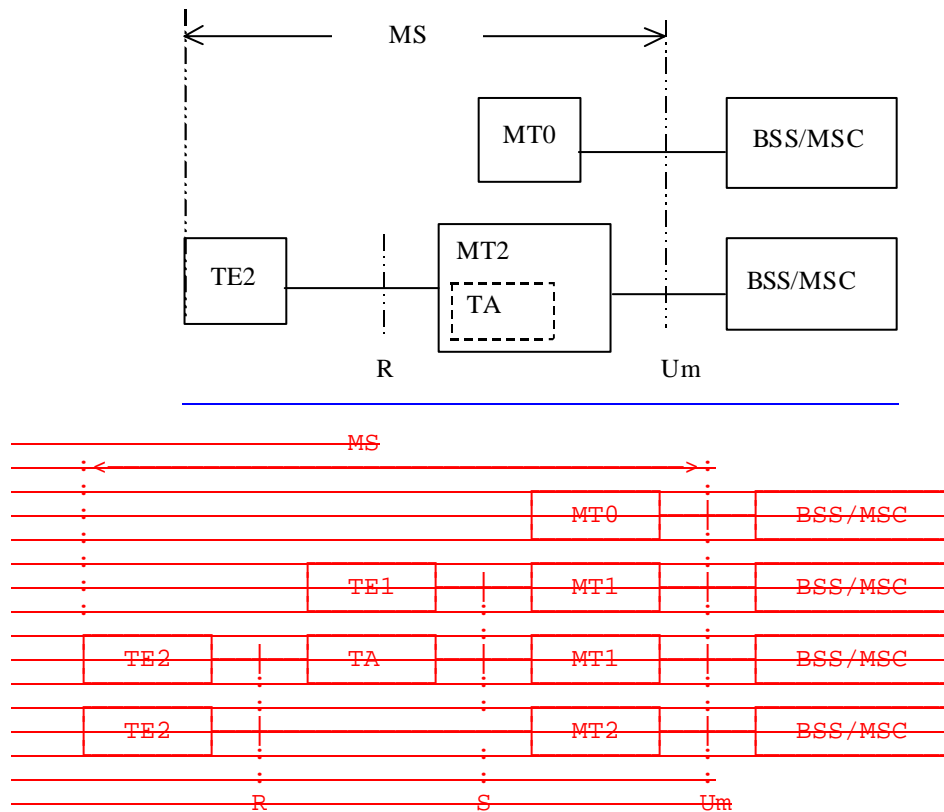 MS
MT0 BSS/MSC
TE2 MT2 BSS/MSC
TA
R Um
MS
MT0 BSS/MSC
TE1 MT1 BSS/MSC
TE2 TA MT1 BSS/MSC
TE2 MT2 BSS/MSC
R S Um